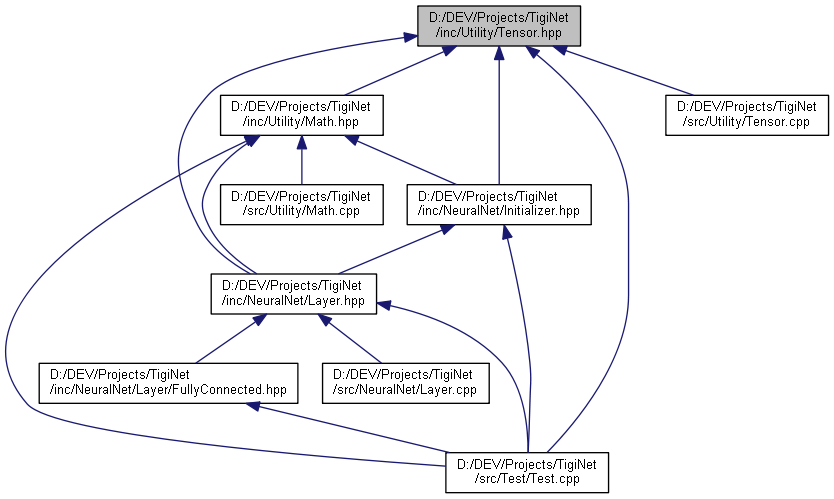 D:/DEV/Projects/TigiNet
/inc/Utility/Tensor.hpp
D:/DEV/Projects/TigiNet
/inc/Utility/Math.hpp
D:/DEV/Projects/TigiNet
/src/Utility/Tensor.cpp
D:/DEV/Projects/TigiNet
/src/Utility/Math.cpp
D:/DEV/Projects/TigiNet
/inc/NeuralNet/Initializer.hpp
D:/DEV/Projects/TigiNet
/inc/NeuralNet/Layer.hpp
D:/DEV/Projects/TigiNet
/inc/NeuralNet/Layer/FullyConnected.hpp
D:/DEV/Projects/TigiNet
/src/NeuralNet/Layer.cpp
D:/DEV/Projects/TigiNet
/src/Test/Test.cpp